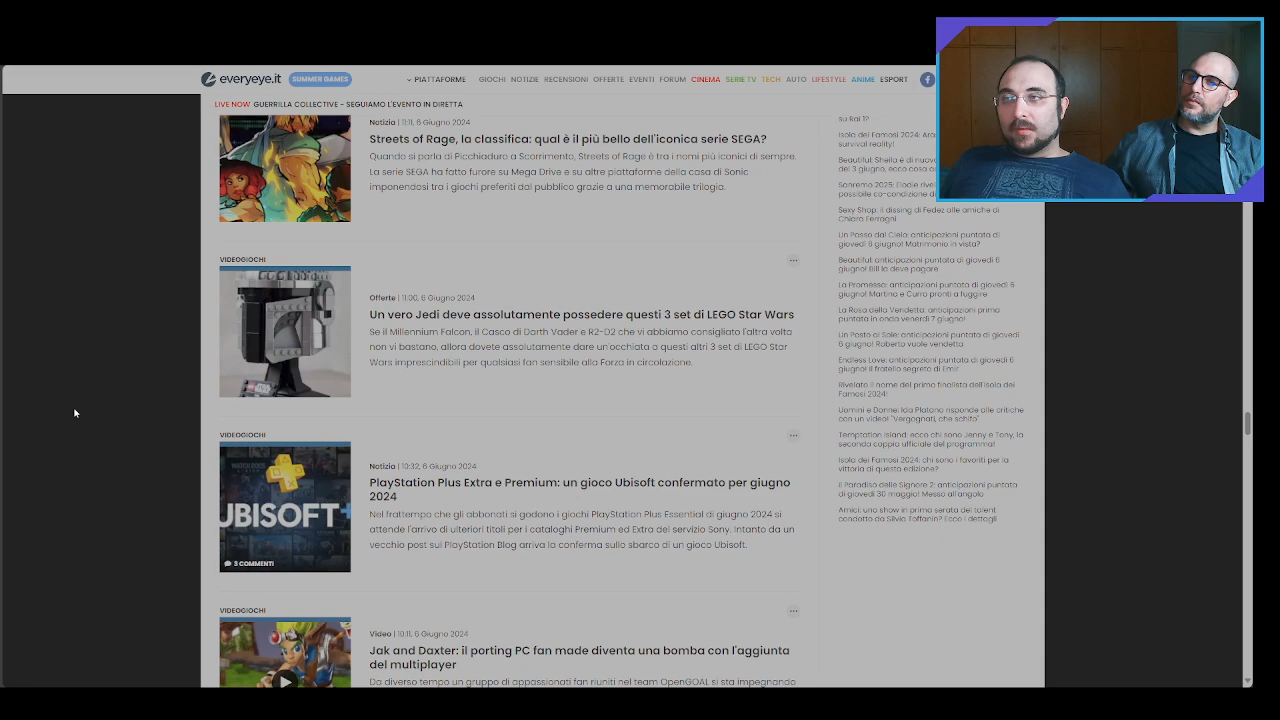 everyeye.it
SUMMER GAMES
PIATTAFORME
GIOCHI NOTIZIE RECENSIONI OFFERTE EVENTI FORUM CINEMA SERIE TV TECH AUTO LIFESTYLE ANIME ESPORT
LIVE NOW GUERRILLA COLLECTIVE - SEGUIAMO L'EVENTO IN DIRETTA
Notizia | 11:11, 6 Giugno 2024
Streets of Rage, la classifica: qual è il più bello dell'iconica serie SEGA?
Quando si parla di Picchiaduro a Scorrimento, Streets of Rage è tra i nomi più iconici di sempre.
La serie SEGA ha fatto furore su Mega Drive e su altre piattaforme della casa di Sonic
imponendosi tra i giochi preferiti dal pubblico grazie a una memorabile trilogia.
VIDEOGIOCHI
Offerte | 11:00, 6 Giugno 2024
Un vero Jedi deve assolutamente possedere questi 3 set di LEGO Star Wars
Se il Millennium Falcon, il Casco di Darth Vader e R2-D2 che vi abbiamo consigliato l'altra volta
non vi bastano, allora dovete assolutamente dare un'occhiata a questi altri 3 set di LEGO Star
Wars imprescindibili per qualsiasi fan sensibile alla Forza in circolazione.
VIDEOGIOCHI
WATCH DOGS
UBISOFT+
3 COMMENTI
Notizia | 10:32, 6 Giugno 2024
PlayStation Plus Extra e Premium: un gioco Ubisoft confermato per giugno
2024
Nel frattempo che gli abbonati si godono i giochi PlayStation Plus Essential di giugno 2024 si
attende l'arrivo di ulteriori titoli per i cataloghi Premium ed Extra del servizio Sony. Intanto da un
vecchio post sul PlayStation Blog arriva la conferma sullo sbarco di un gioco Ubisoft.
VIDEOGIOCHI
Video | 10:11, 6 Giugno 2024
Jak and Daxter: il porting PC fan made diventa una bomba con l'aggiunta
del multiplayer
Da diverso tempo un gruppo di appassionati fan riuniti nel team OpenGOAL si sta impegnando
su Rai 1?
Isola dei Famosi 2024:
survival reality!
Beautiful: Sheila è di
del 3 giugno, ecco cosa
Sanremo 2025: Elodie
possibile co-condizione
Sexy Shop: il dissing di Fedez alle amiche di
Chiara Ferragni
Un Passo dal Cielo: anticipazioni puntata di
giovedì 6 giugno! Matrimonio in vista?
Beautiful: anticipazioni puntata di giovedì 6
giugno! Bill la deve pagare
La Promessa: anticipazioni puntata di giovedì 6
giugno! Martina e Curro pronti a fuggire
La Rosa della Vendetta: anticipazioni prima
puntata in onda venerdì 7 giugno!
Un Posto al Sole: anticipazioni puntata di giovedì
6 giugno! Roberto vuole vendetta
Endless Love: anticipazioni puntata di giovedì 6
giugno! Il fratello segreto di Emir
Rivelato il nome del primo finalista dell'Isola dei
Famosi 2024!
Uomini e Donne: Ida Platano risponde alle critiche
con un video! "Vergognati, che schifo"
Temptation Island: ecco chi sono Jenny e Tony, la
seconda coppia ufficiale del programma!
Isola dei Famosi 2024: chi sono i favoriti per la
vittoria di questa edizione?
Il Paradiso delle Signore 2: anticipazioni puntata
di giovedì 30 maggio! Messo all'angolo
Amici: uno show in prima serata del talent
condotto da Silvia Toffanin? Ecco i dettagli